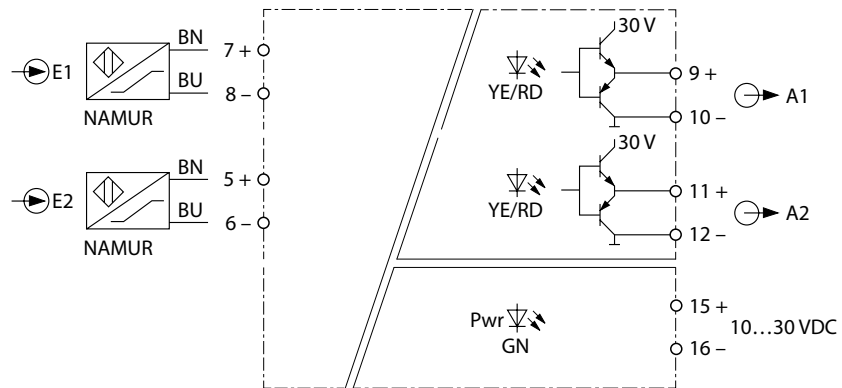 E1
BN
7 +
BU
8 –
NAMUR
E2
BN
5 +
BU
6 –
NAMUR
30 V
YE/RD
9 +
10 –
A1
30 V
YE/RD
11 +
12 –
A2
Pwr
GN
15 +
16 –
10…30 VDC